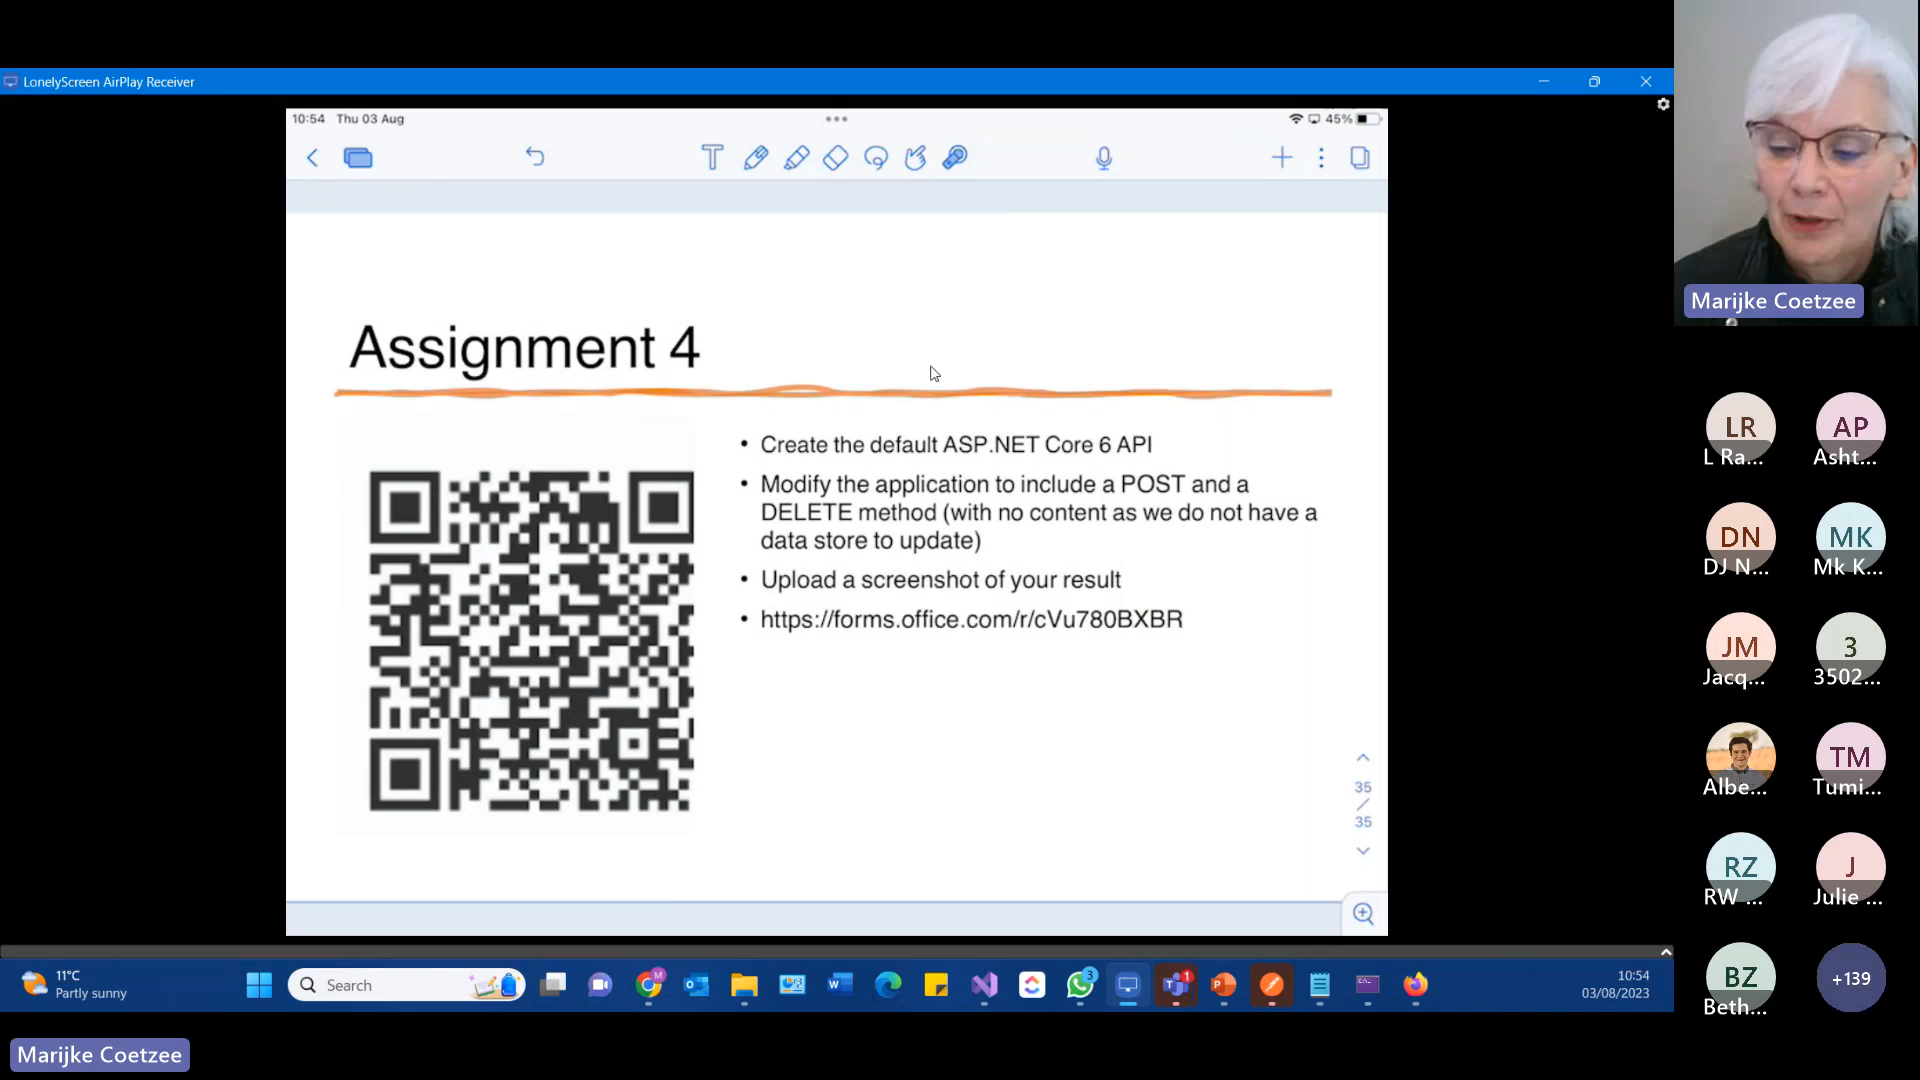 LonelyScreen AirPlay Receiver
10:54 Thu 03 Aug
45%
Assignment 4
• Create the default ASP.NET Core 6 API
• Modify the application to include a POST and a
DELETE method (with no content as we do not have a
data store to update)
• Upload a screenshot of your result
• https://forms.office.com/r/cVu780BXBR
35
/
35
Marijke Coetzee
LR
L Ra...
AP
Asht...
DN
DJ N...
MK
Mk K...
JM
Jacq...
3
3502...
Albe...
TM
Tumi...
RZ
RW ...
J
Julie ...
BZ
Beth...
+139
11°C
Partly sunny
Search
M
3
1
10:54
03/08/2023
Marijke Coetzee